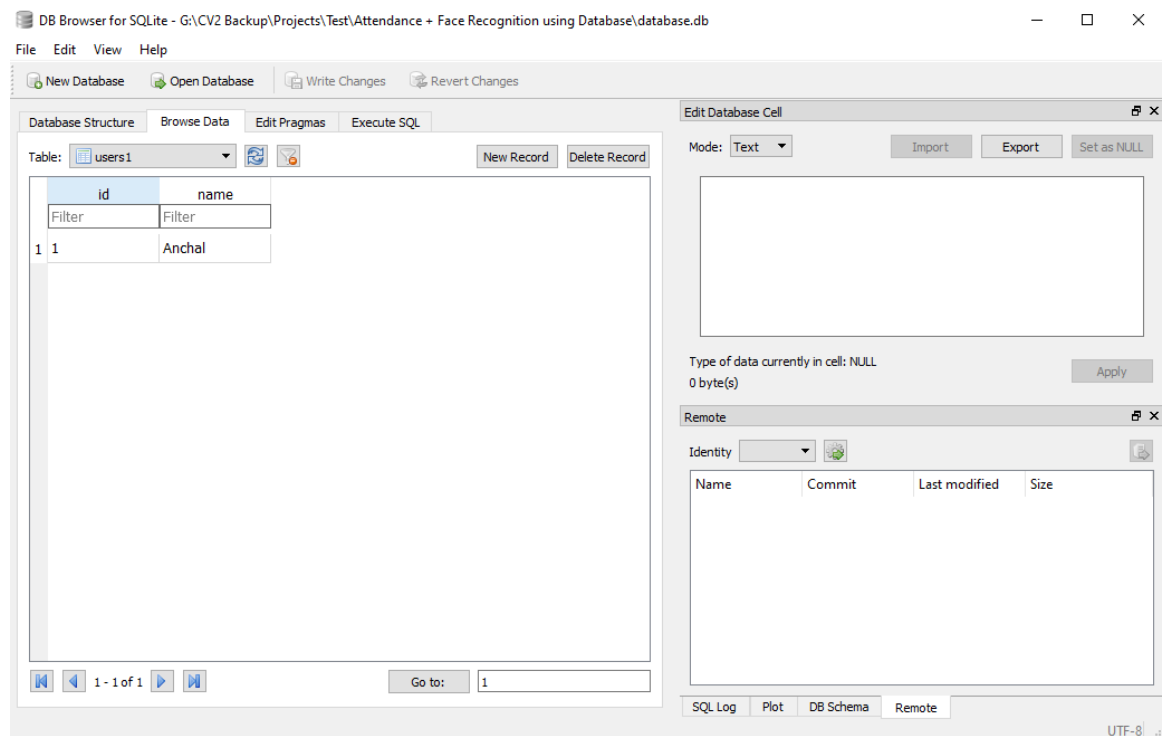 DB Browser for SQLite - G:\CV2 Backup\Projects\Test\Attendance + Face Recognition using Database\database.db
File Edit View Help
New Database Open Database Write Changes Revert Changes
Database Structure Browse Data Edit Pragmas Execute SQL
Table: users1 New Record Delete Record
id name
Filter Filter
1 1 Anchal
1 - 1 of 1 Go to: 1
Edit Database Cell
Mode: Text Import Export Set as NULL
Type of data currently in cell: NULL
0 byte(s)
Apply
Remote
Identity
Name Commit Last modified Size
SQL Log Plot DB Schema Remote
UTF-8